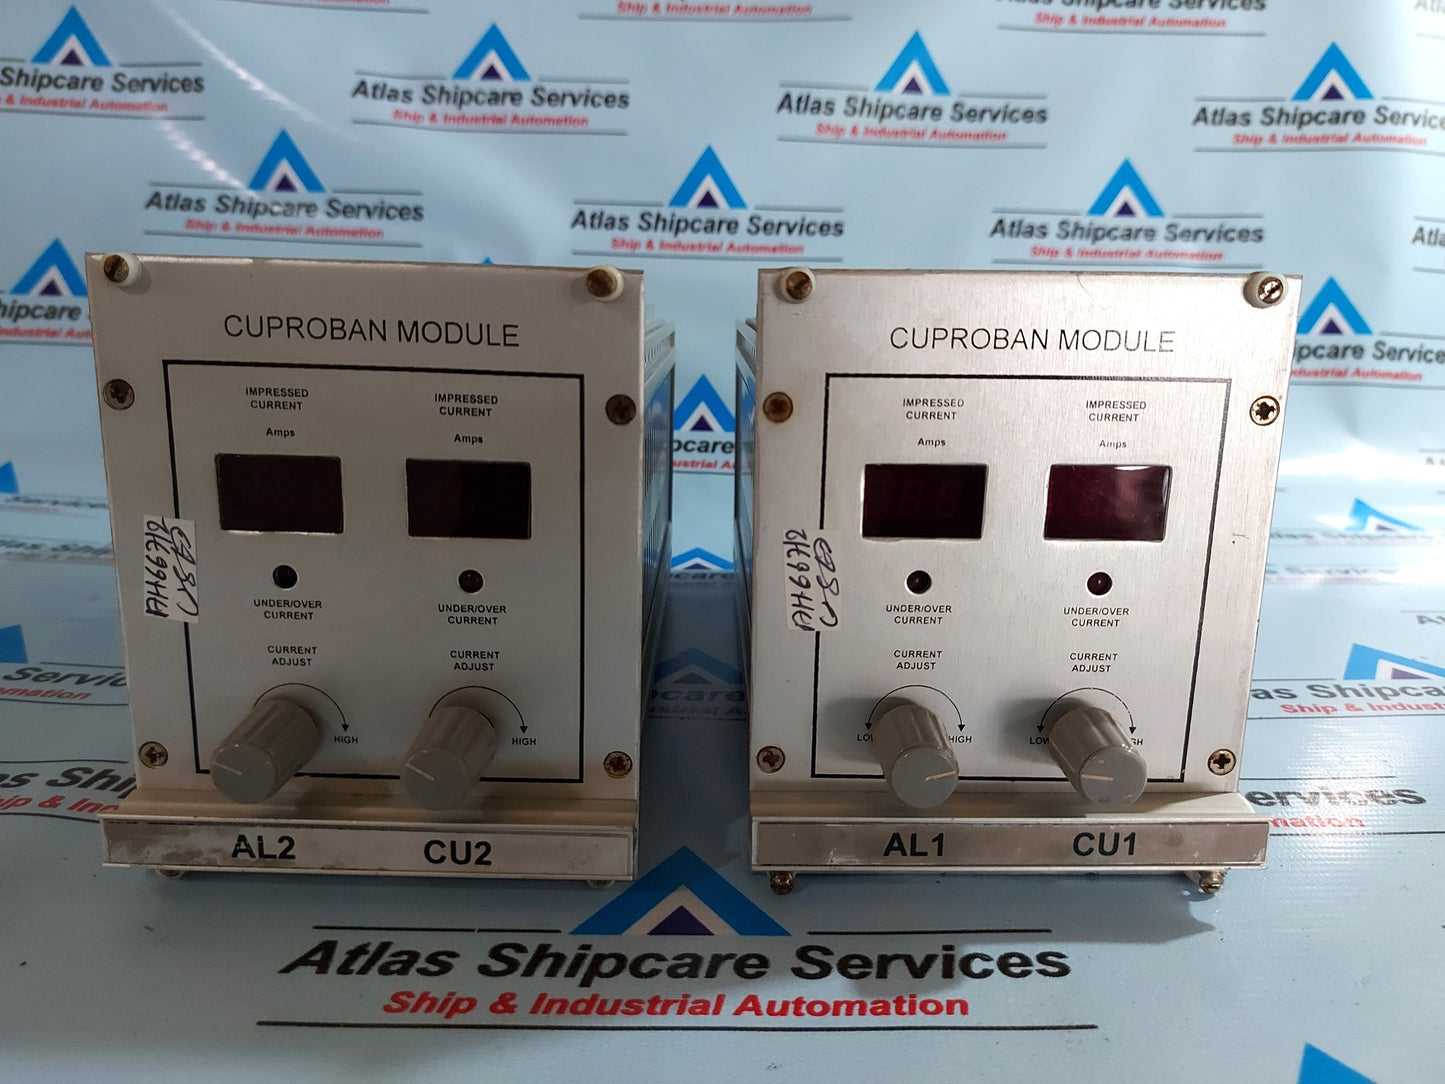 Atlas Shipcare Services
Ship & Industrial Automation
CUPROBAN MODULE
IMPRESSED
CURRENT
Amps
IMPRESSED
CURRENT
Amps
UNDER/OVER
CURRENT
UNDER/OVER
CURRENT
CURRENT
ADJUST
CURRENT
ADJUST
HIGH
HIGH
AL2
CU2
CUPROBAN MODULE
IMPRESSED
CURRENT
Amps
IMPRESSED
CURRENT
Amps
UNDER/OVER
CURRENT
UNDER/OVER
CURRENT
CURRENT
ADJUST
CURRENT
ADJUST
LOW
HIGH
LOW
AL1
CU1
Atlas Shipcare Services
Ship & Industrial Automation